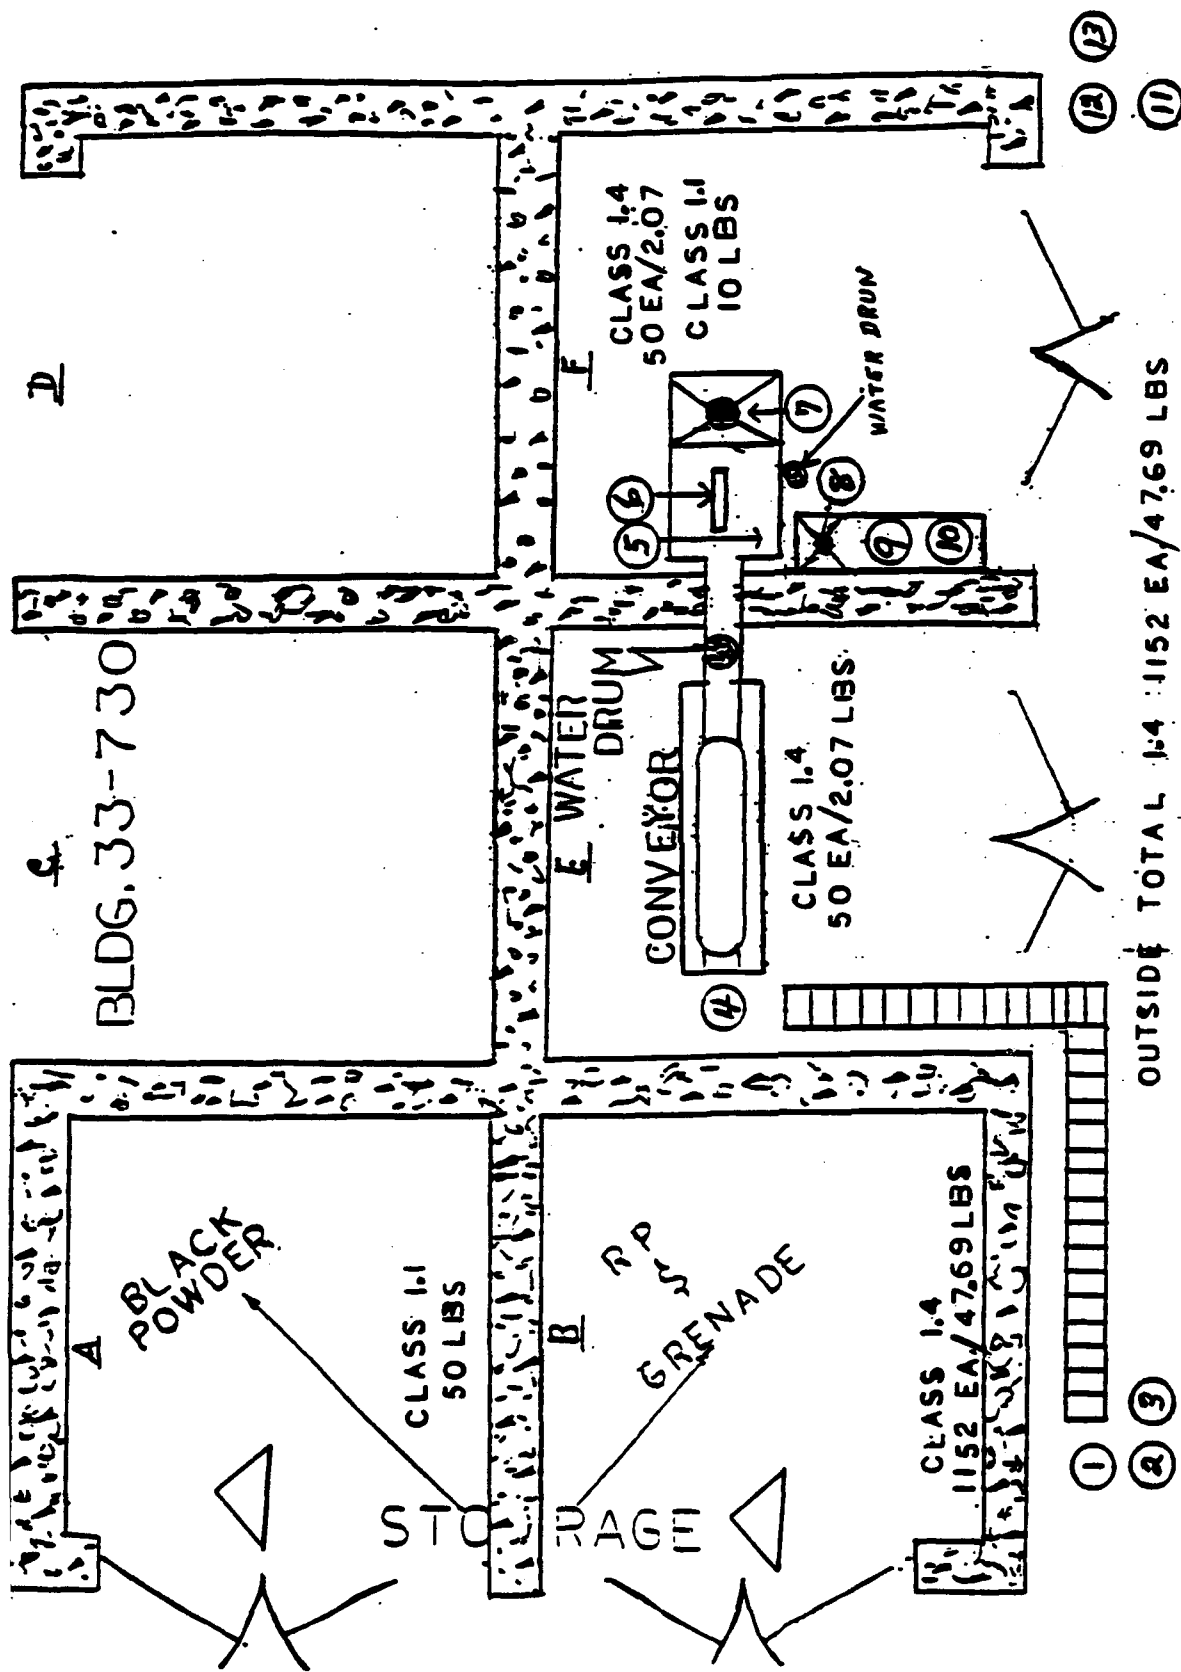 A
BLACK
POWDER
CLASS 1.1
50 LBS
STORAGE
B
RP
GRENADE
CLASS 1.4
1152 EA/47.69 LBS
1
2
3
C
BLDG. 33-730
E
WATER
DRUM
CONVEYOR
4
CLASS 1.4
50 EA/2.07 LBS
D
F
CLASS 1.4
50 EA/2.07
CLASS 1.1
10 LBS
5
6
7
WATER DRUN
8
9
10
OUTSIDE TOTAL 1.4 1152 EA/47.69 LBS
12
13
11